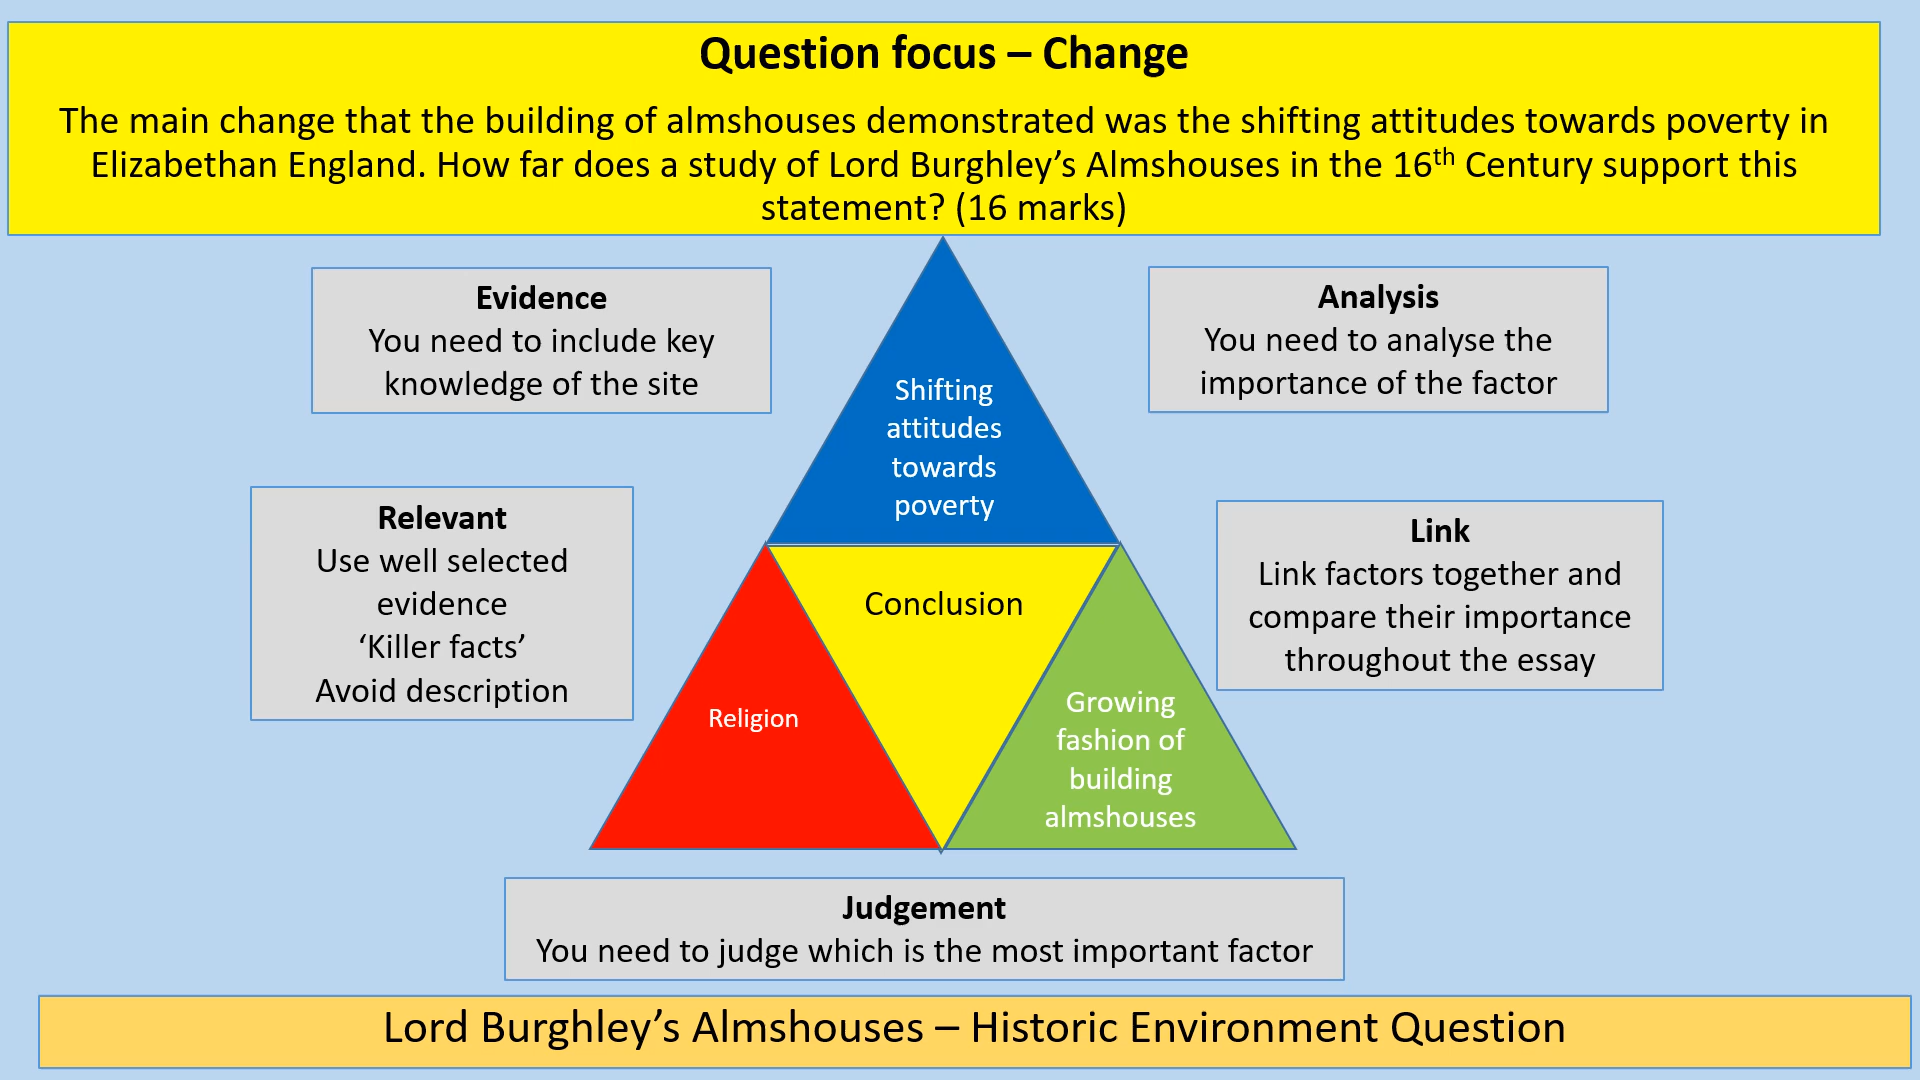 Question focus – Change
The main change that the building of almshouses demonstrated was the shifting attitudes towards poverty in
Elizabethan England. How far does a study of Lord Burghley’s Almshouses in the 16th Century support this
statement? (16 marks)
Evidence
You need to include key
knowledge of the site
Analysis
You need to analyse the
importance of the factor
Shifting
attitudes
towards
poverty
Relevant
Use well selected
evidence
‘Killer facts’
Avoid description
Link
Link factors together and
compare their importance
throughout the essay
Conclusion
Religion
Growing
fashion of
building
almshouses
Judgement
You need to judge which is the most important factor
Lord Burghley’s Almshouses – Historic Environment Question